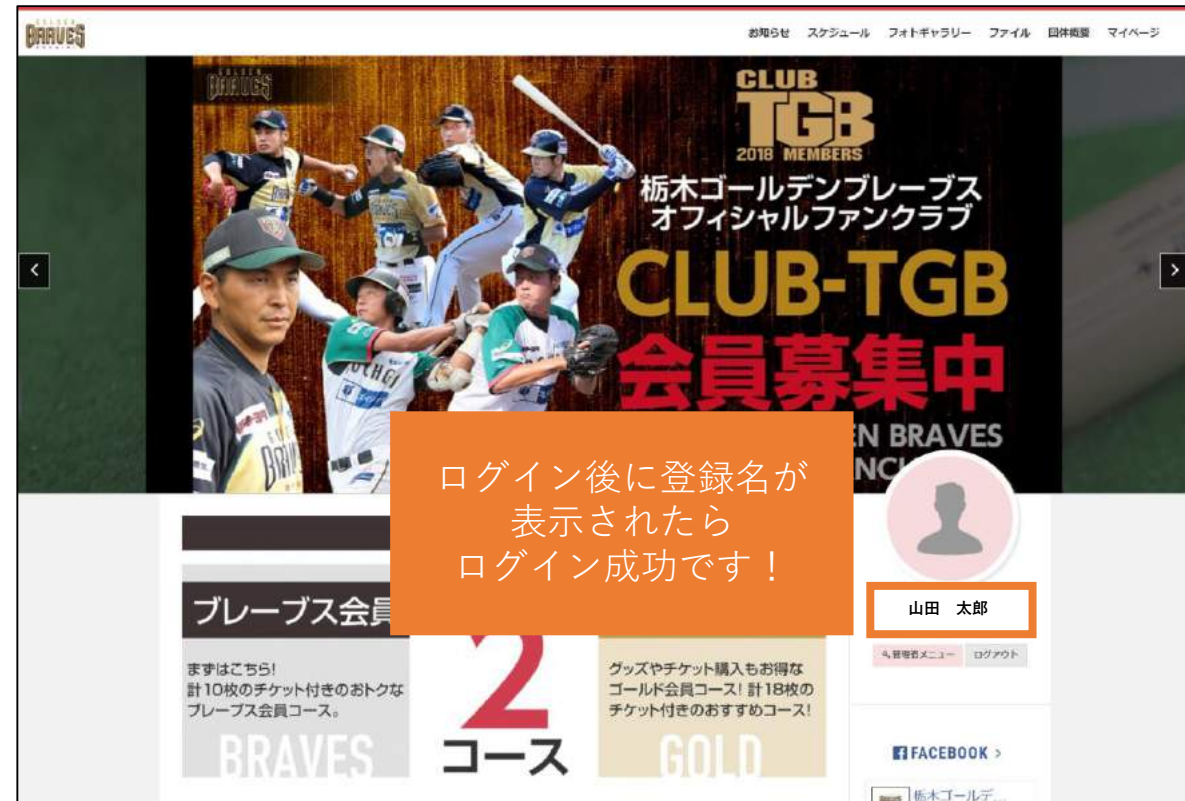 GOLDEN
BRAVES
お知らせ スケジュール フォトギャラリー ファイル 団体概要 マイページ
GOLDEN
BRAVES
CLUB
TGB
2018 MEMBERS
栃木ゴールデンブレーブス
オフィシャルファンクラブ
CLUB-TGB
会員募集中
EN BRAVES
NCH
ログイン後に登録名が
表示されたら
ログイン成功です！
山田 太郎
管理者メニュー ログアウト
ブレーブス会員
まずはこちら!
計10枚のチケット付きのおトクな
ブレーブス会員コース。
BRAVES
2
コース
グッズやチケット購入もお得な
ゴールド会員コース! 計18枚の
チケット付きのおすすめコース!
GOLD
FACEBOOK >
栃木ゴールデ...